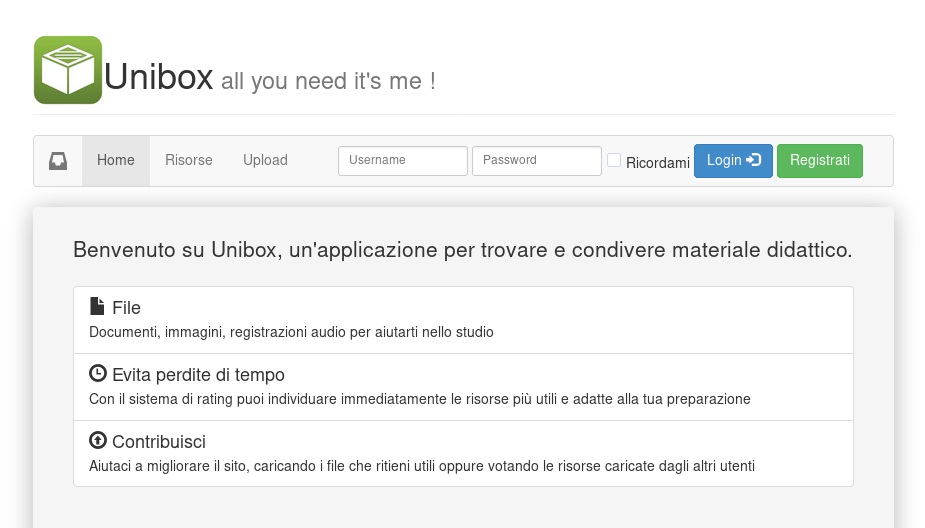 Unibox all you need it's me !
Home Risorse Upload Username Password Ricordami Login Registrati
Benvenuto su Unibox, un'applicazione per trovare e condivere materiale didattico.
File
Documenti, immagini, registrazioni audio per aiutarti nello studio
Evita perdite di tempo
Con il sistema di rating puoi individuare immediatamente le risorse più utili e adatte alla tua preparazione
Contribuisci
Aiutaci a migliorare il sito, caricando i file che ritieni utili oppure votando le risorse caricate dagli altri utenti